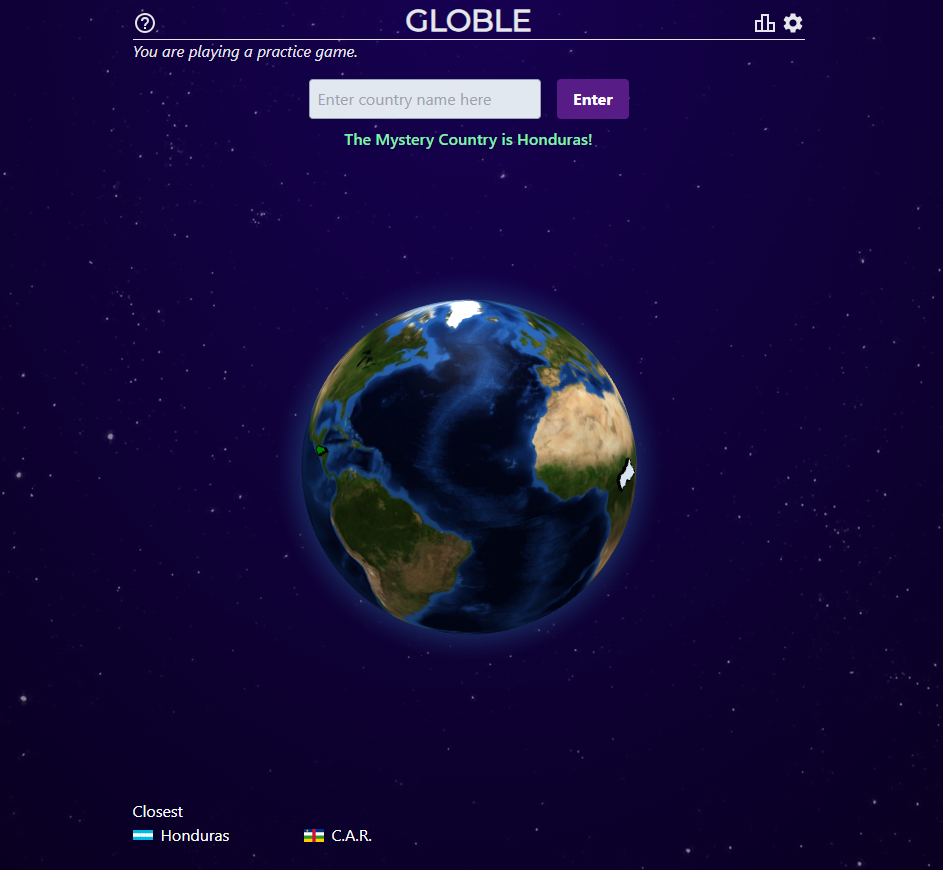 GLOBLE
You are playing a practice game.
Enter country name here
Enter
The Mystery Country is Honduras!
Closest
Honduras
C.A.R.